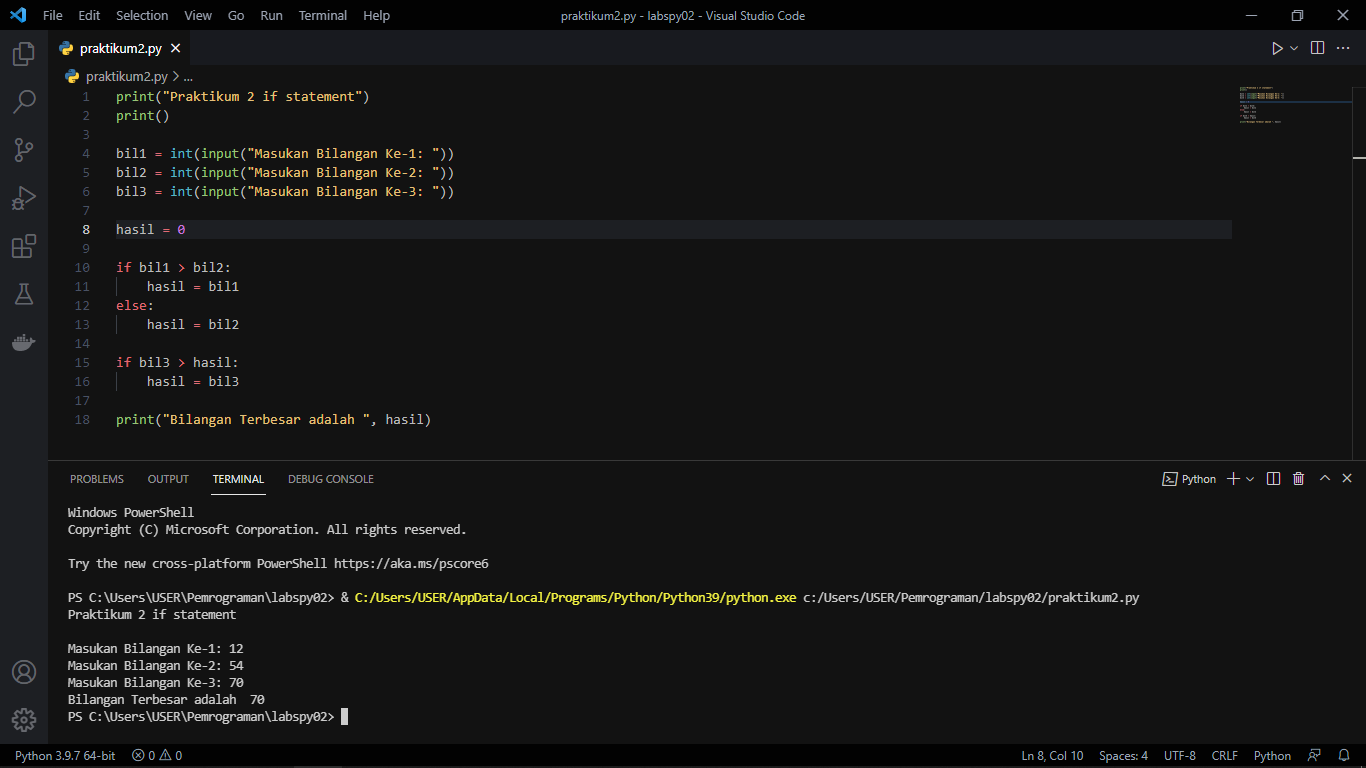 File Edit Selection View Go Run Terminal Help praktikum2.py - labspy02 - Visual Studio Code
praktikum2.py
praktikum2.py > ...
1 print("Praktikum 2 if statement")
2 print()
3
4 bil1 = int(input("Masukan Bilangan Ke-1: "))
5 bil2 = int(input("Masukan Bilangan Ke-2: "))
6 bil3 = int(input("Masukan Bilangan Ke-3: "))
7
8 hasil = 0
9
10 if bil1 > bil2:
11     hasil = bil1
12 else:
13     hasil = bil2
14
15 if bil3 > hasil:
16     hasil = bil3
17
18 print("Bilangan Terbesar adalah ", hasil)
PROBLEMS OUTPUT TERMINAL DEBUG CONSOLE Python
Windows PowerShell
Copyright (C) Microsoft Corporation. All rights reserved.
Try the new cross-platform PowerShell https://aka.ms/pscore6
PS C:\Users\USER\Pemrograman\labspy02> & C:/Users/USER/AppData/Local/Programs/Python/Python39/python.exe c:/Users/USER/Pemrograman/labspy02/praktikum2.py
Praktikum 2 if statement
Masukan Bilangan Ke-1: 12
Masukan Bilangan Ke-2: 54
Masukan Bilangan Ke-3: 70
Bilangan Terbesar adalah  70
PS C:\Users\USER\Pemrograman\labspy02>
Python 3.9.7 64-bit 0 0 Ln 8, Col 10 Spaces: 4 UTF-8 CRLF Python